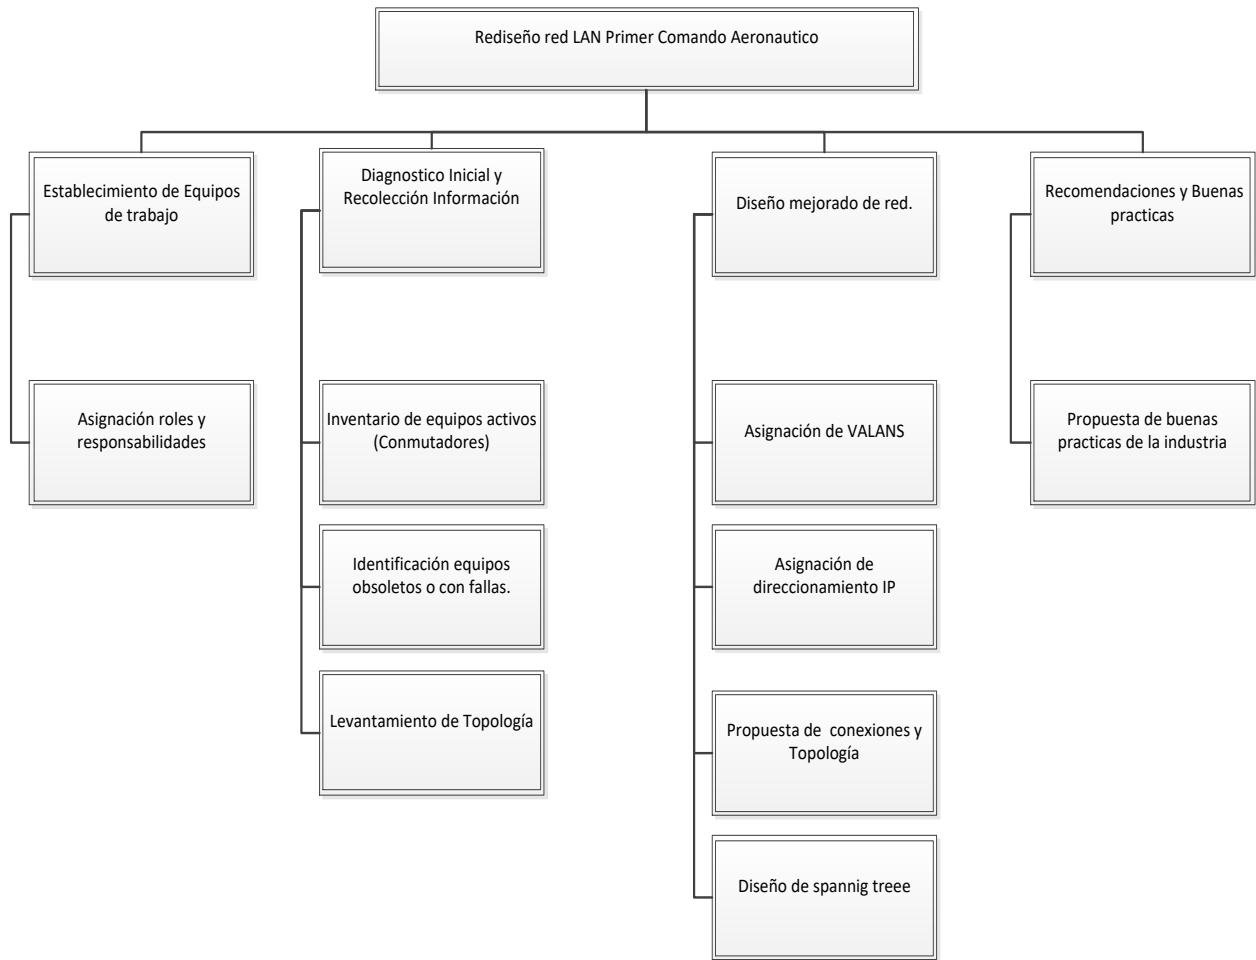 Rediseño red LAN Primer Comando Aeronautico
Establecimiento de Equipos
de trabajo
Diagnostico Inicial y
Recolección Información
Diseño mejorado de red.
Recomendaciones y Buenas
practicas
Asignación roles y
responsabilidades
Inventario de equipos activos
(Conmutadores)
Asignación de VALANS
Propuesta de buenas
practicas de la industria
Identificación equipos
obsoletos o con fallas.
Asignación de
direccionamiento IP
Levantamiento de Topología
Propuesta de conexiones y
Topología
Diseño de spannig treee